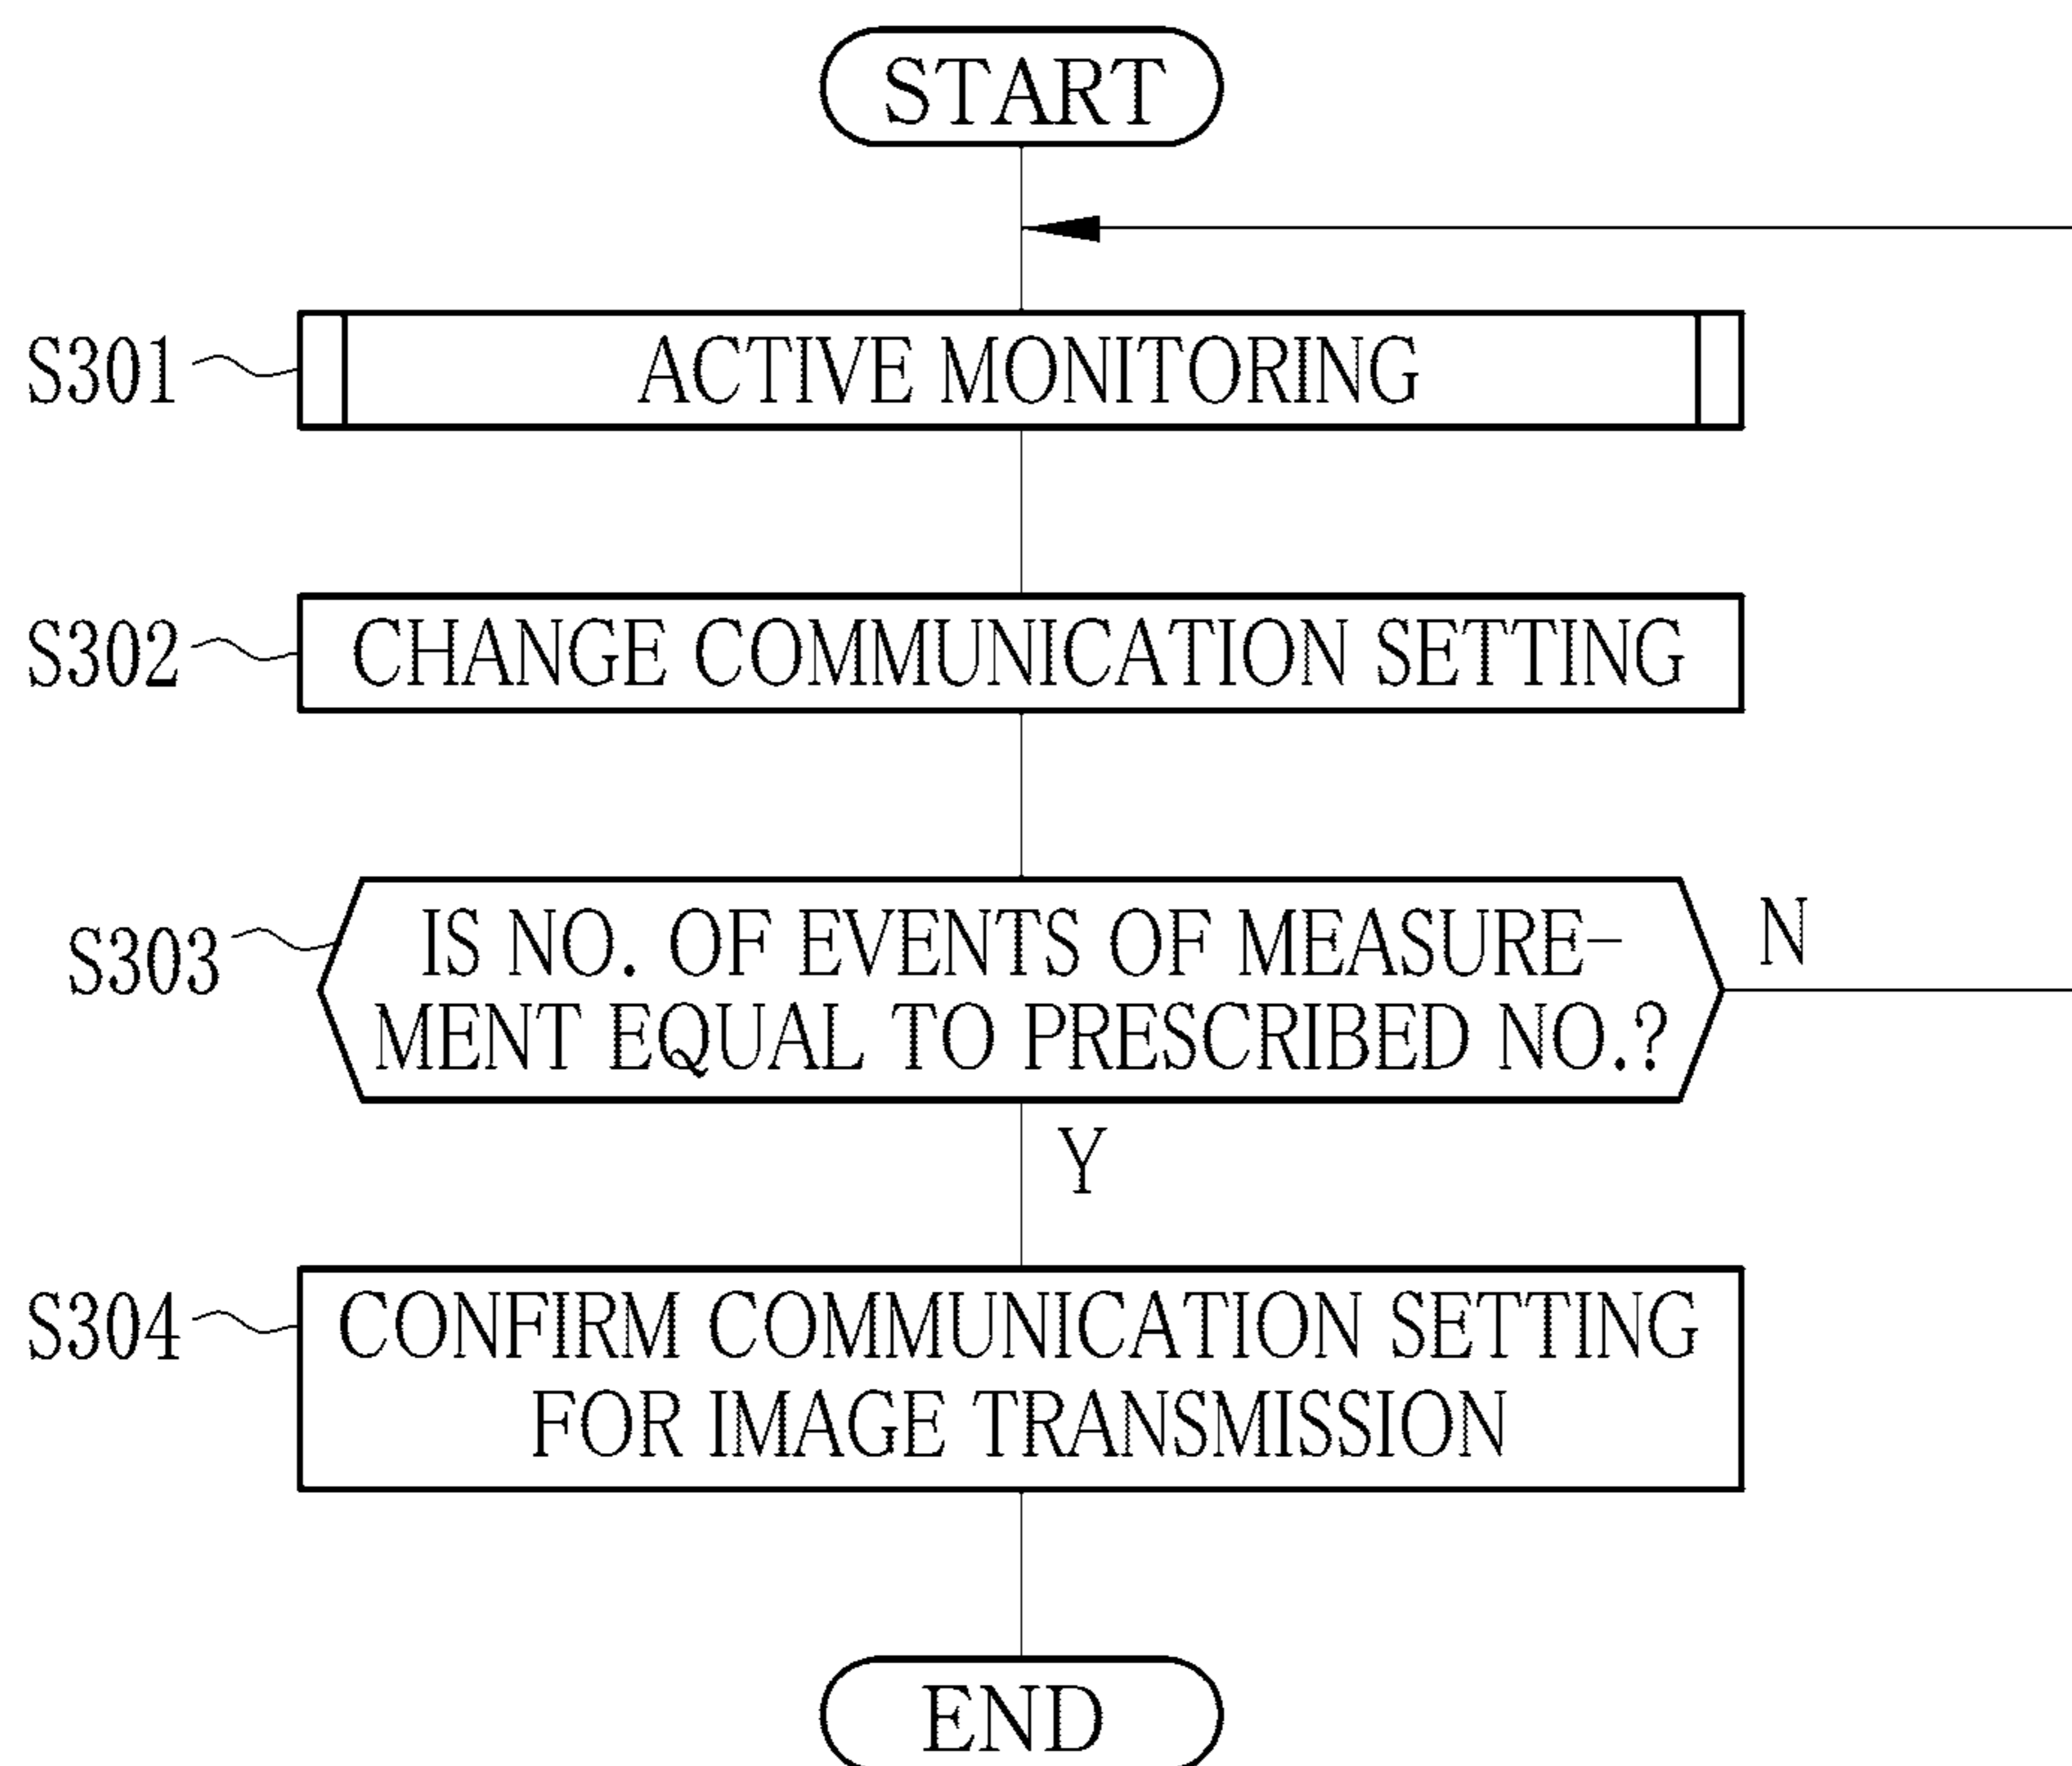 START
S301
ACTIVE MONITORING
S302
CHANGE COMMUNICATION SETTING
S303
IS NO. OF EVENTS OF MEASURE-
MENT EQUAL TO PRESCRIBED NO.?
N
Y
S304
CONFIRM COMMUNICATION SETTING
FOR IMAGE TRANSMISSION
END